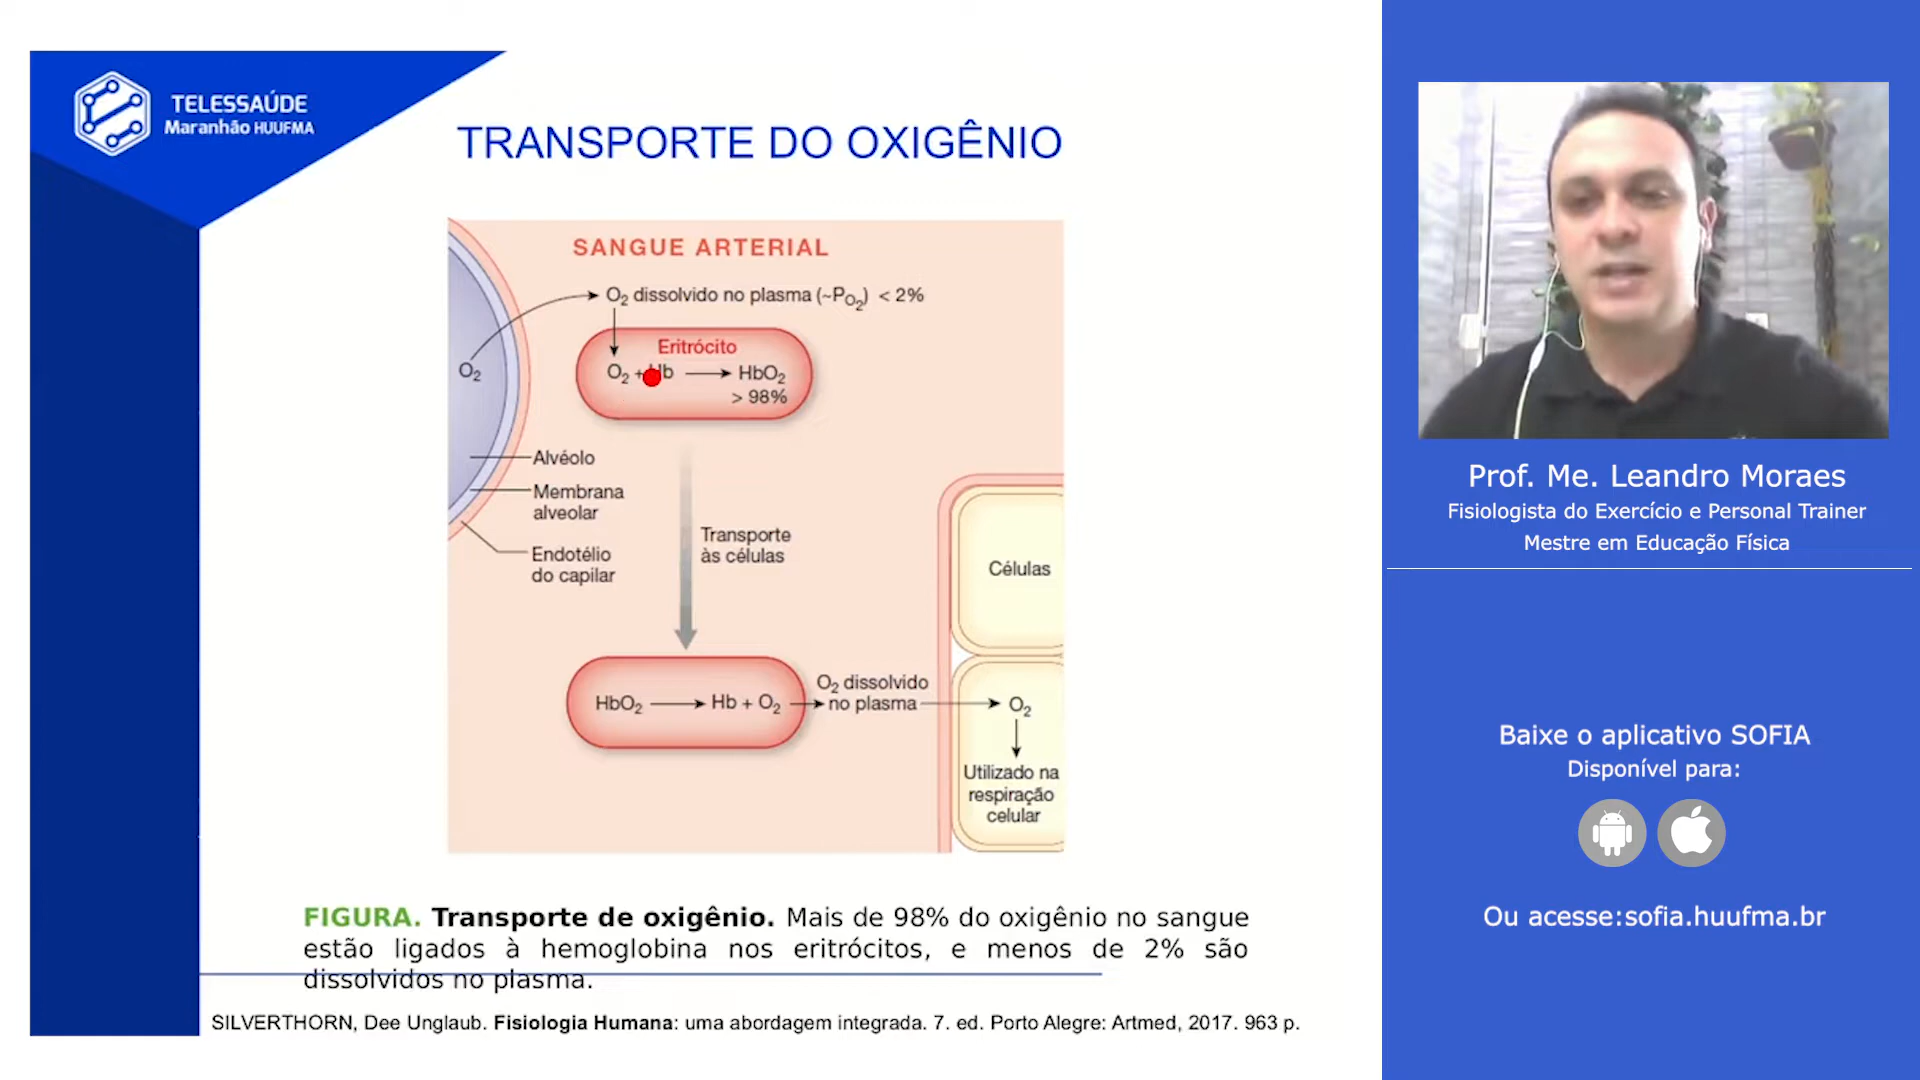 TELESSAÚDE
Maranhão HUUFMA
TRANSPORTE DO OXIGÊNIO
SANGUE ARTERIAL
O2 dissolvido no plasma (~PO2) < 2%
Eritrócito
O2 + Hb → HbO2
> 98%
O2
Alvéolo
Membrana
alveolar
Endotélio
do capilar
Transporte
às células
Células
HbO2 → Hb + O2
O2 dissolvido
no plasma
O2
Utilizado na
respiração
celular
FIGURA. Transporte de oxigênio. Mais de 98% do oxigênio no sangue
estão ligados à hemoglobina nos eritrócitos, e menos de 2% são
dissolvidos no plasma.
SILVERTHORN, Dee Unglaub. Fisiologia Humana: uma abordagem integrada. 7. ed. Porto Alegre: Artmed, 2017. 963 p.
Prof. Me. Leandro Moraes
Fisiologista do Exercício e Personal Trainer
Mestre em Educação Física
Baixe o aplicativo SOFIA
Disponível para:
Ou acesse:sofia.huufma.br